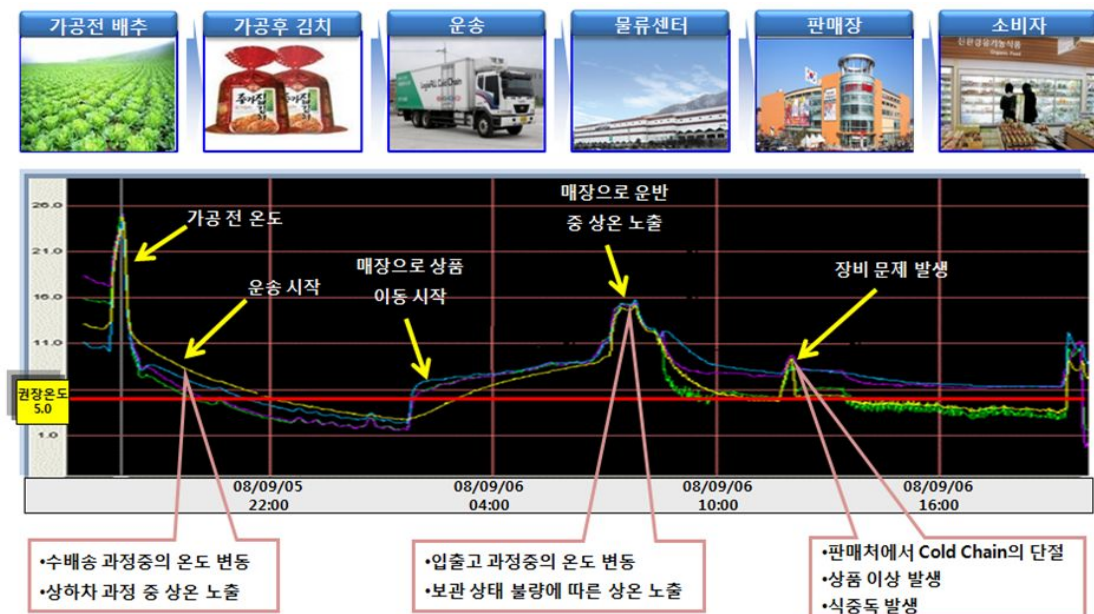 가공전 배추
가공후 김치
운송
물류센터
판매장
소비자
종가집
김치
Organic Food
26.0
21.0
16.0
11.0
권장온도
5.0
1.0
가공 전 온도
운송 시작
매장으로 상품
이동 시작
매장으로 운반
중 상온 노출
장비 문제 발생
08/09/05
22:00
08/09/06
04:00
08/09/06
10:00
08/09/06
16:00
•수배송 과정중의 온도 변동
•상하차 과정 중 상온 노출
•입출고 과정중의 온도 변동
•보관 상태 불량에 따른 상온 노출
•판매처에서 Cold Chain의 단절
•상품 이상 발생
•식중독 발생